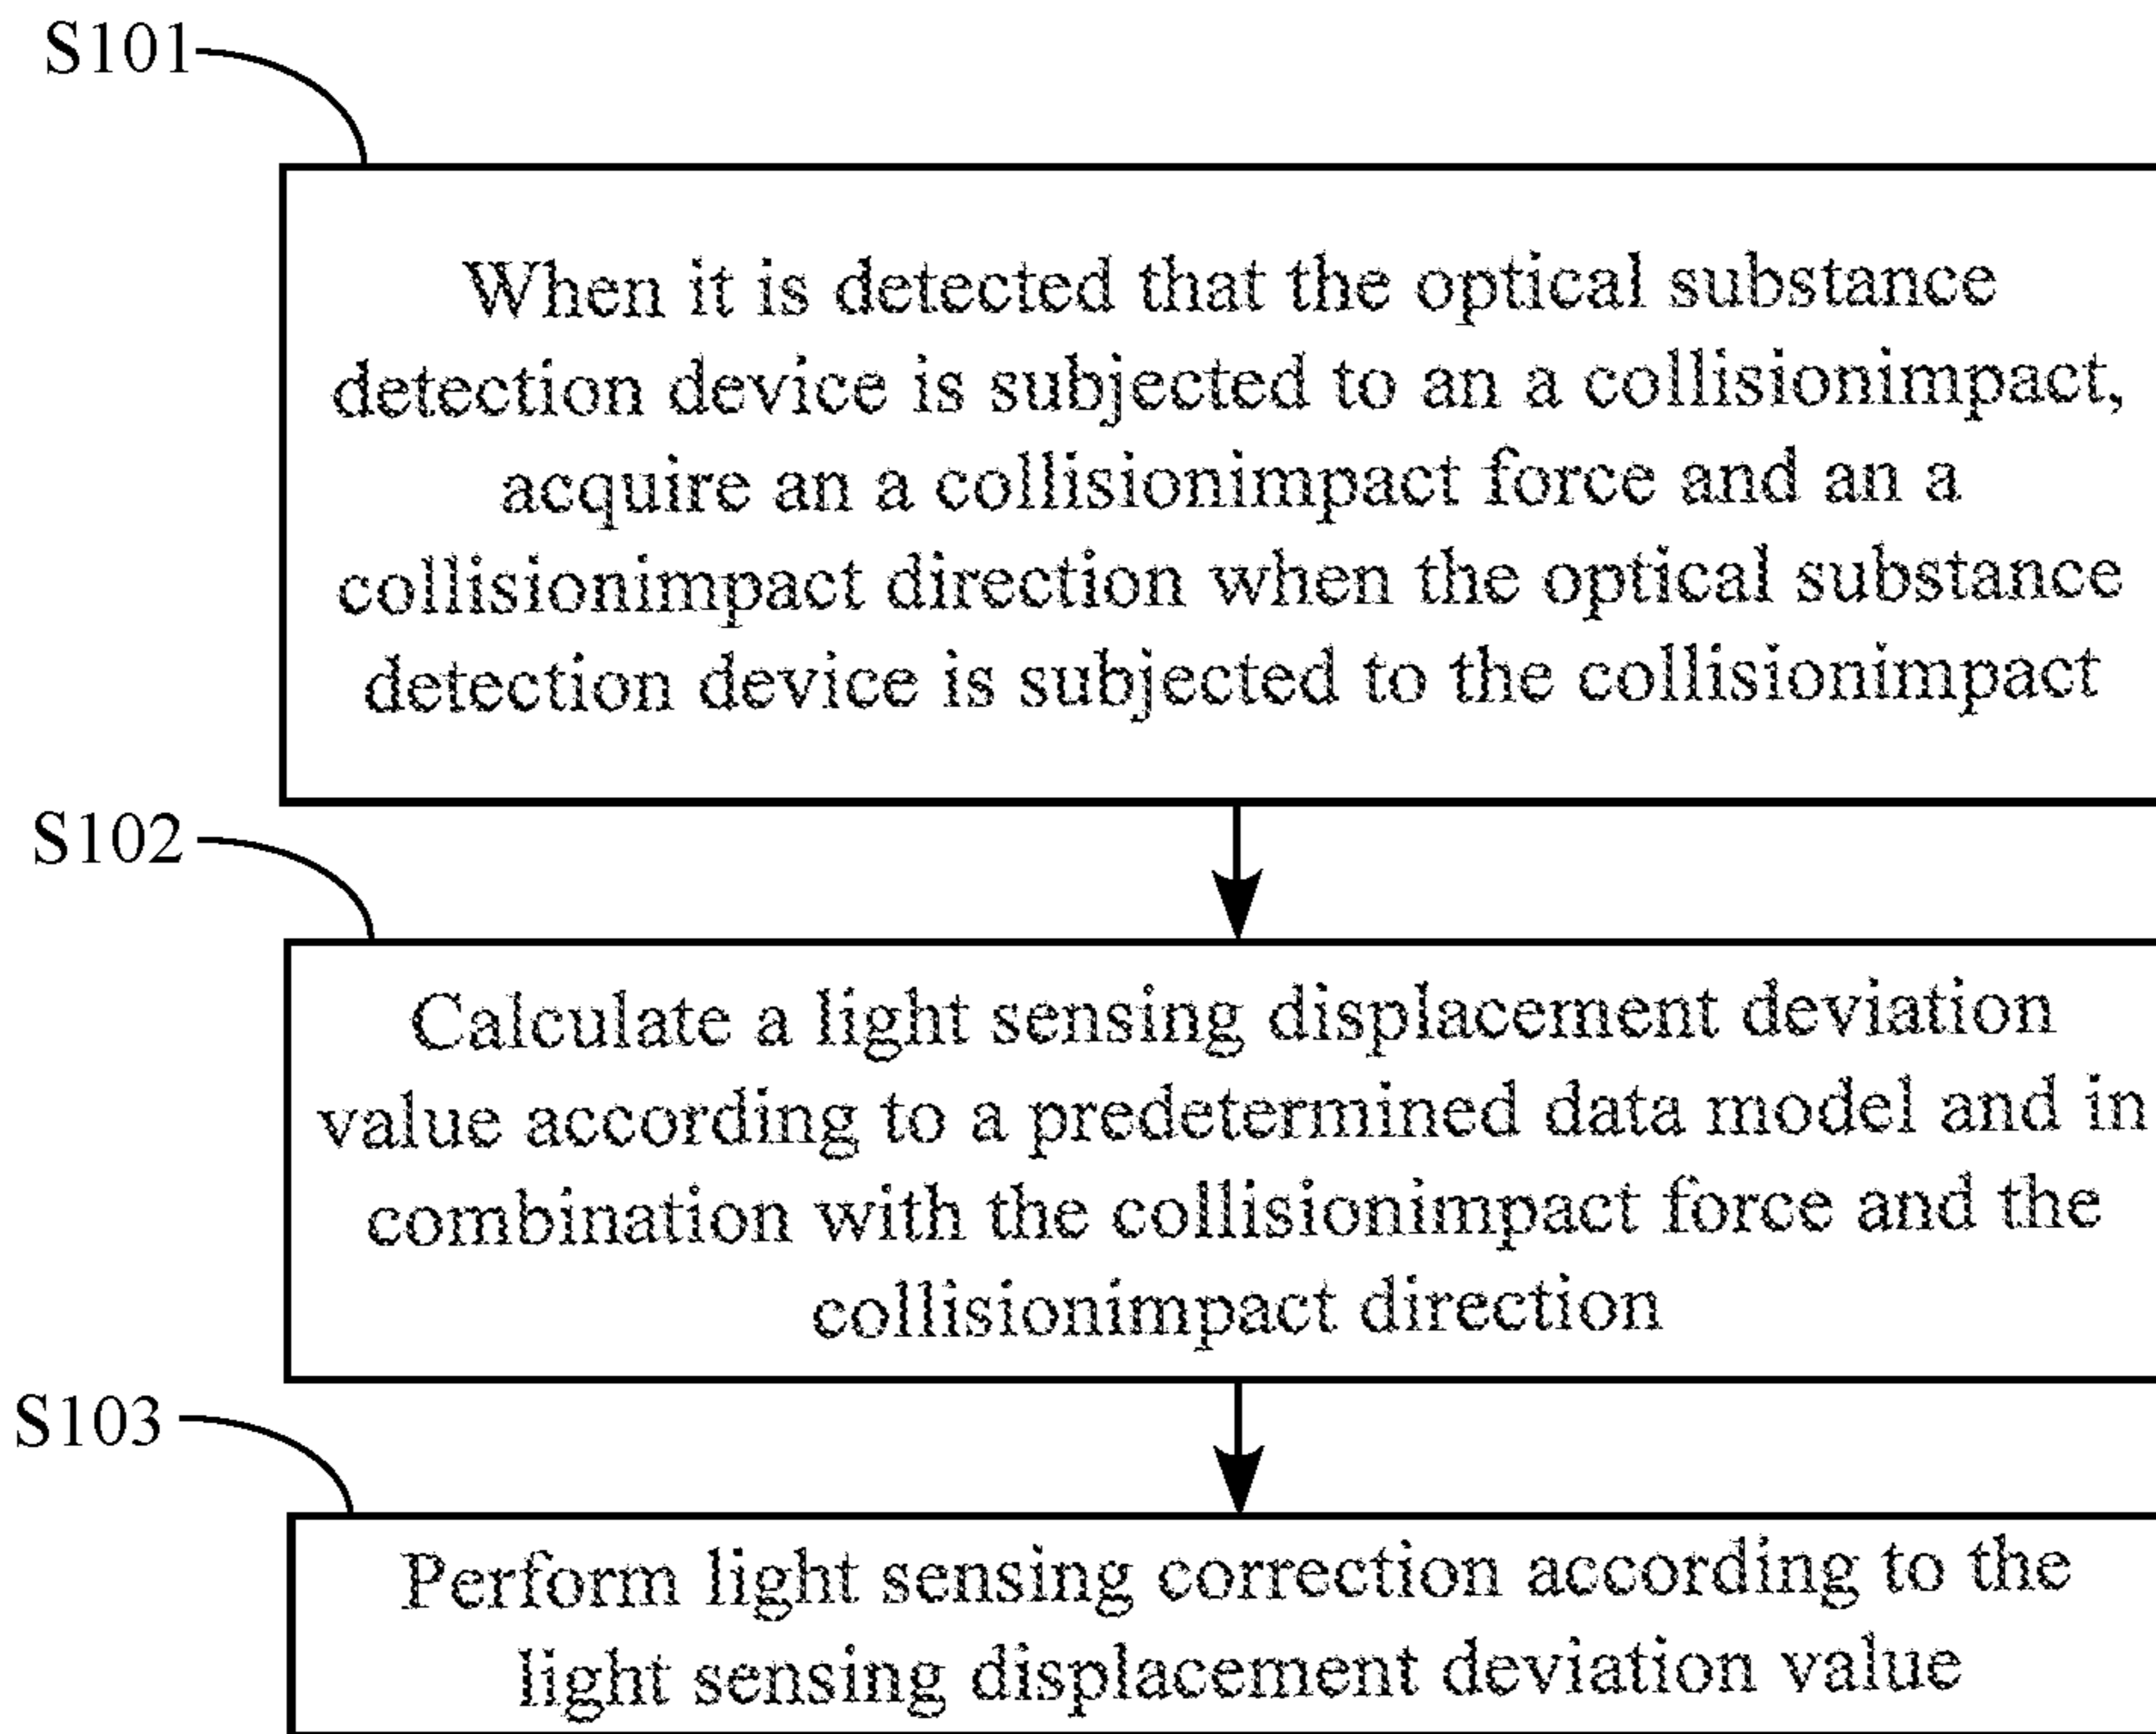 S101
When it is detected that the optical substance
detection device is subjected to an a collisionimpact,
acquire an a collisionimpact force and an a
collisionimpact direction when the optical substance
detection device is subjected to the collisionimpact
S102
Calculate a light sensing displacement deviation
value according to a predetermined data model and in
combination with the collisionimpact force and the
collisionimpact direction
S103
Perform light sensing correction according to the
light sensing displacement deviation value